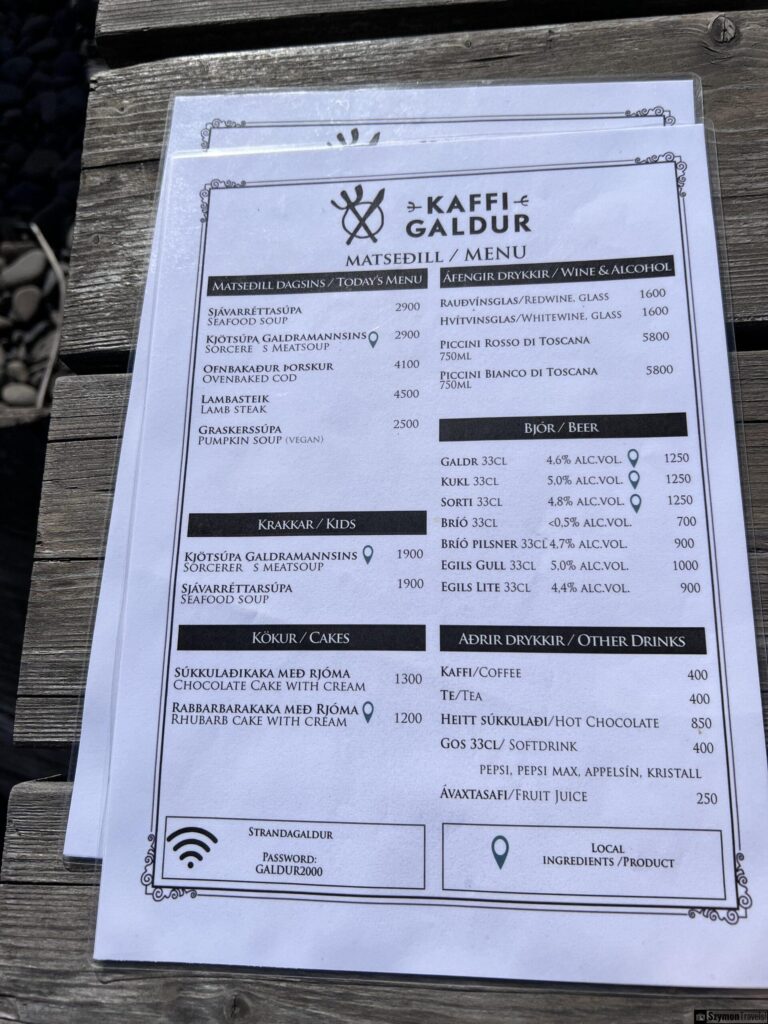 KAFFI
GALDUR
MATSEÐILL / MENU
MATSEÐILL DAGSINS / TODAY'S MENU
SJÁVARRÉTTASÚPA 2900
SEAFOOD SOUP
KJÖTSÚPA GALDRAMANNSINS 2900
SORCERE S MEATSOUP
OFNBAKAÐUR ÞORSKUR 4100
OVENBAKED COD
LAMBASTEIK 4500
LAMB STEAK
GRASKERSSÚPA 2500
PUMPKIN SOUP (VEGAN)
KRAKKAR / KIDS
KJÖTSÚPA GALDRAMANNSINS 1900
SORCERER S MEATSOUP
SJÁVARRÉTTARSÚPA 1900
SEAFOOD SOUP
KÖKUR / CAKES
SÚKKULAÐIKAKA MEÐ RJÓMA 1300
CHOCOLATE CAKE WITH CREAM
RABBARBARAKAKA MEÐ RJÓMA 1200
RHUBARB CAKE WITH CREAM
STRANDAGALDUR
PASSWORD:
GALDUR2000
ÁFENGIR DRYKKIR / WINE & ALCOHOL
RAUÐVÍNSGLAS/REDWINE, GLASS 1600
HVÍTVINSGLAS/WHITEWINE, GLASS 1600
PICCINI ROSSO DI TOSCANA 5800
750ML
PICCINI BIANCO DI TOSCANA 5800
750ML
BJÓR / BEER
GALDR 33CL 4,6% ALC.VOL. 1250
KUKL 33CL 5.0% ALC.VOL. 1250
SORTI 33CL 4.8% ALC.VOL. 1250
BRÍÓ 33CL <0.5% ALC.VOL. 700
BRÍÓ PILSNER 33CL 4.7% ALC.VOL. 900
EGILS GULL 33CL 5.0% ALC.VOL. 1000
EGILS LITE 33CL 4,4% ALC.VOL. 900
AÐRIR DRYKKIR / OTHER DRINKS
KAFFI/COFFEE 400
TE/TEA 400
HEITT SÚKKULAÐI/HOT CHOCOLATE 850
GOS 33CL/ SOFTDRINK 400
PEPSI, PEPSI MAX, APPELSÍN, KRISTALL
ÁVAXTASAFI/FRUIT JUICE 250
LOCAL
INGREDIENTS /PRODUCT
SzymonTravels